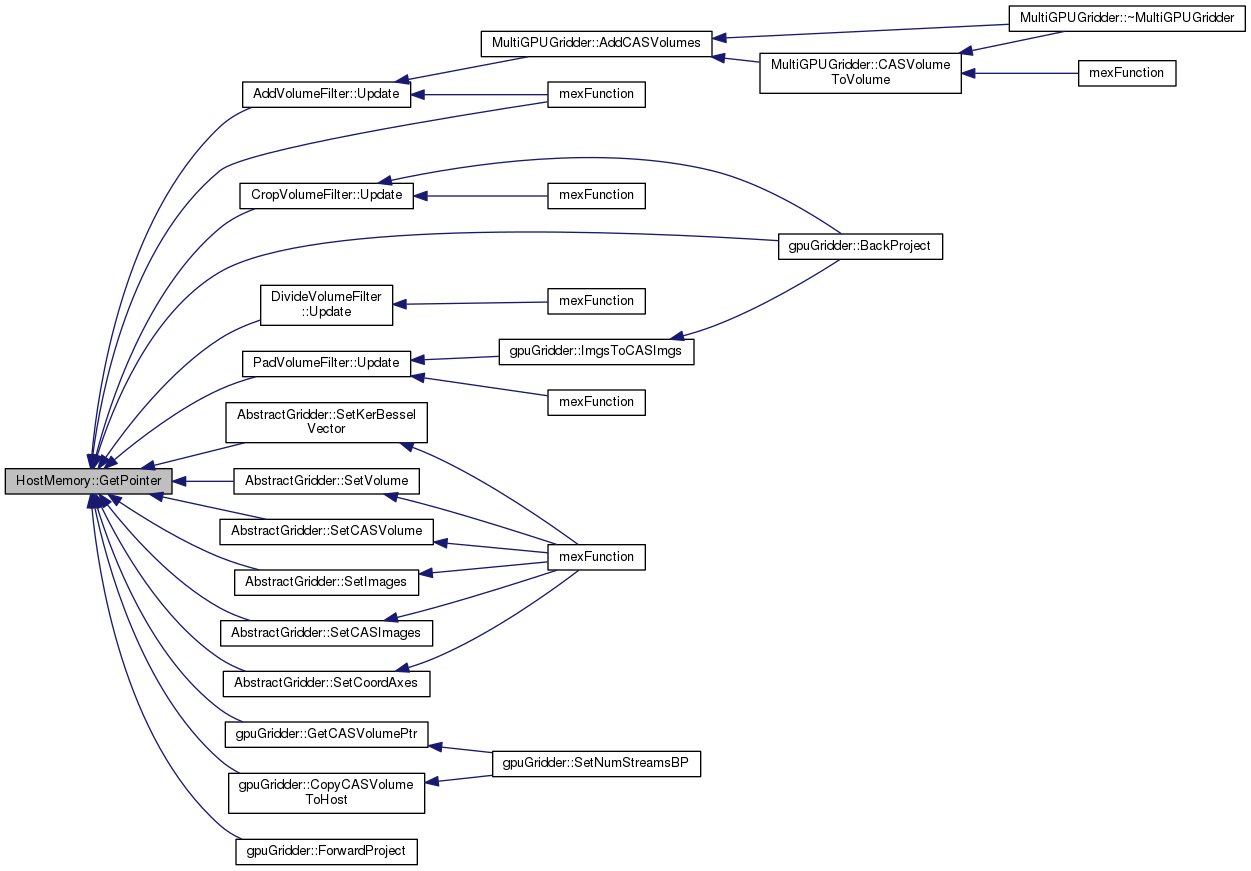 MultiGPUGridder::~MultiGPUGridder
MultiGPUGridder::AddCASVolumes
MultiGPUGridder::CASVolume
ToVolume
mexFunction
AddVolumeFilter::Update
mexFunction
CropVolumeFilter::Update
mexFunction
gpuGridder::BackProject
DivideVolumeFilter
::Update
mexFunction
gpuGridder::ImgsToCASImgs
PadVolumeFilter::Update
mexFunction
AbstractGridder::SetKerBessel
Vector
HostMemory::GetPointer
AbstractGridder::SetVolume
AbstractGridder::SetCASVolume
mexFunction
AbstractGridder::SetImages
AbstractGridder::SetCASImages
AbstractGridder::SetCoordAxes
gpuGridder::GetCASVolumePtr
gpuGridder::SetNumStreamsBP
gpuGridder::CopyCASVolume
ToHost
gpuGridder::ForwardProject